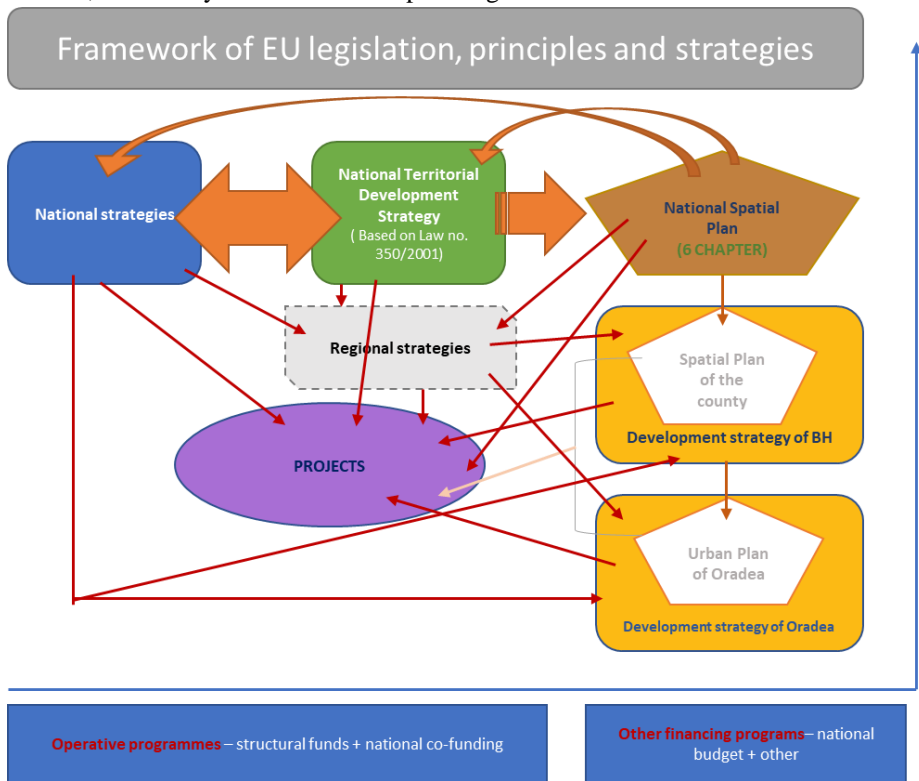 Framework of EU legislation, principles and strategies
National strategies
National Territorial
Development
Strategy
( Based on Law no.
350/2001)
National Spatial
Plan
(6 CHAPTER)
Regional strategies
Spatial Plan
of the
county
Development strategy of BH
PROJECTS
Urban Plan
of Oradea
Development strategy of Oradea
Operative programmes – structural funds + national co-funding
Other financing programs– national
budget + other